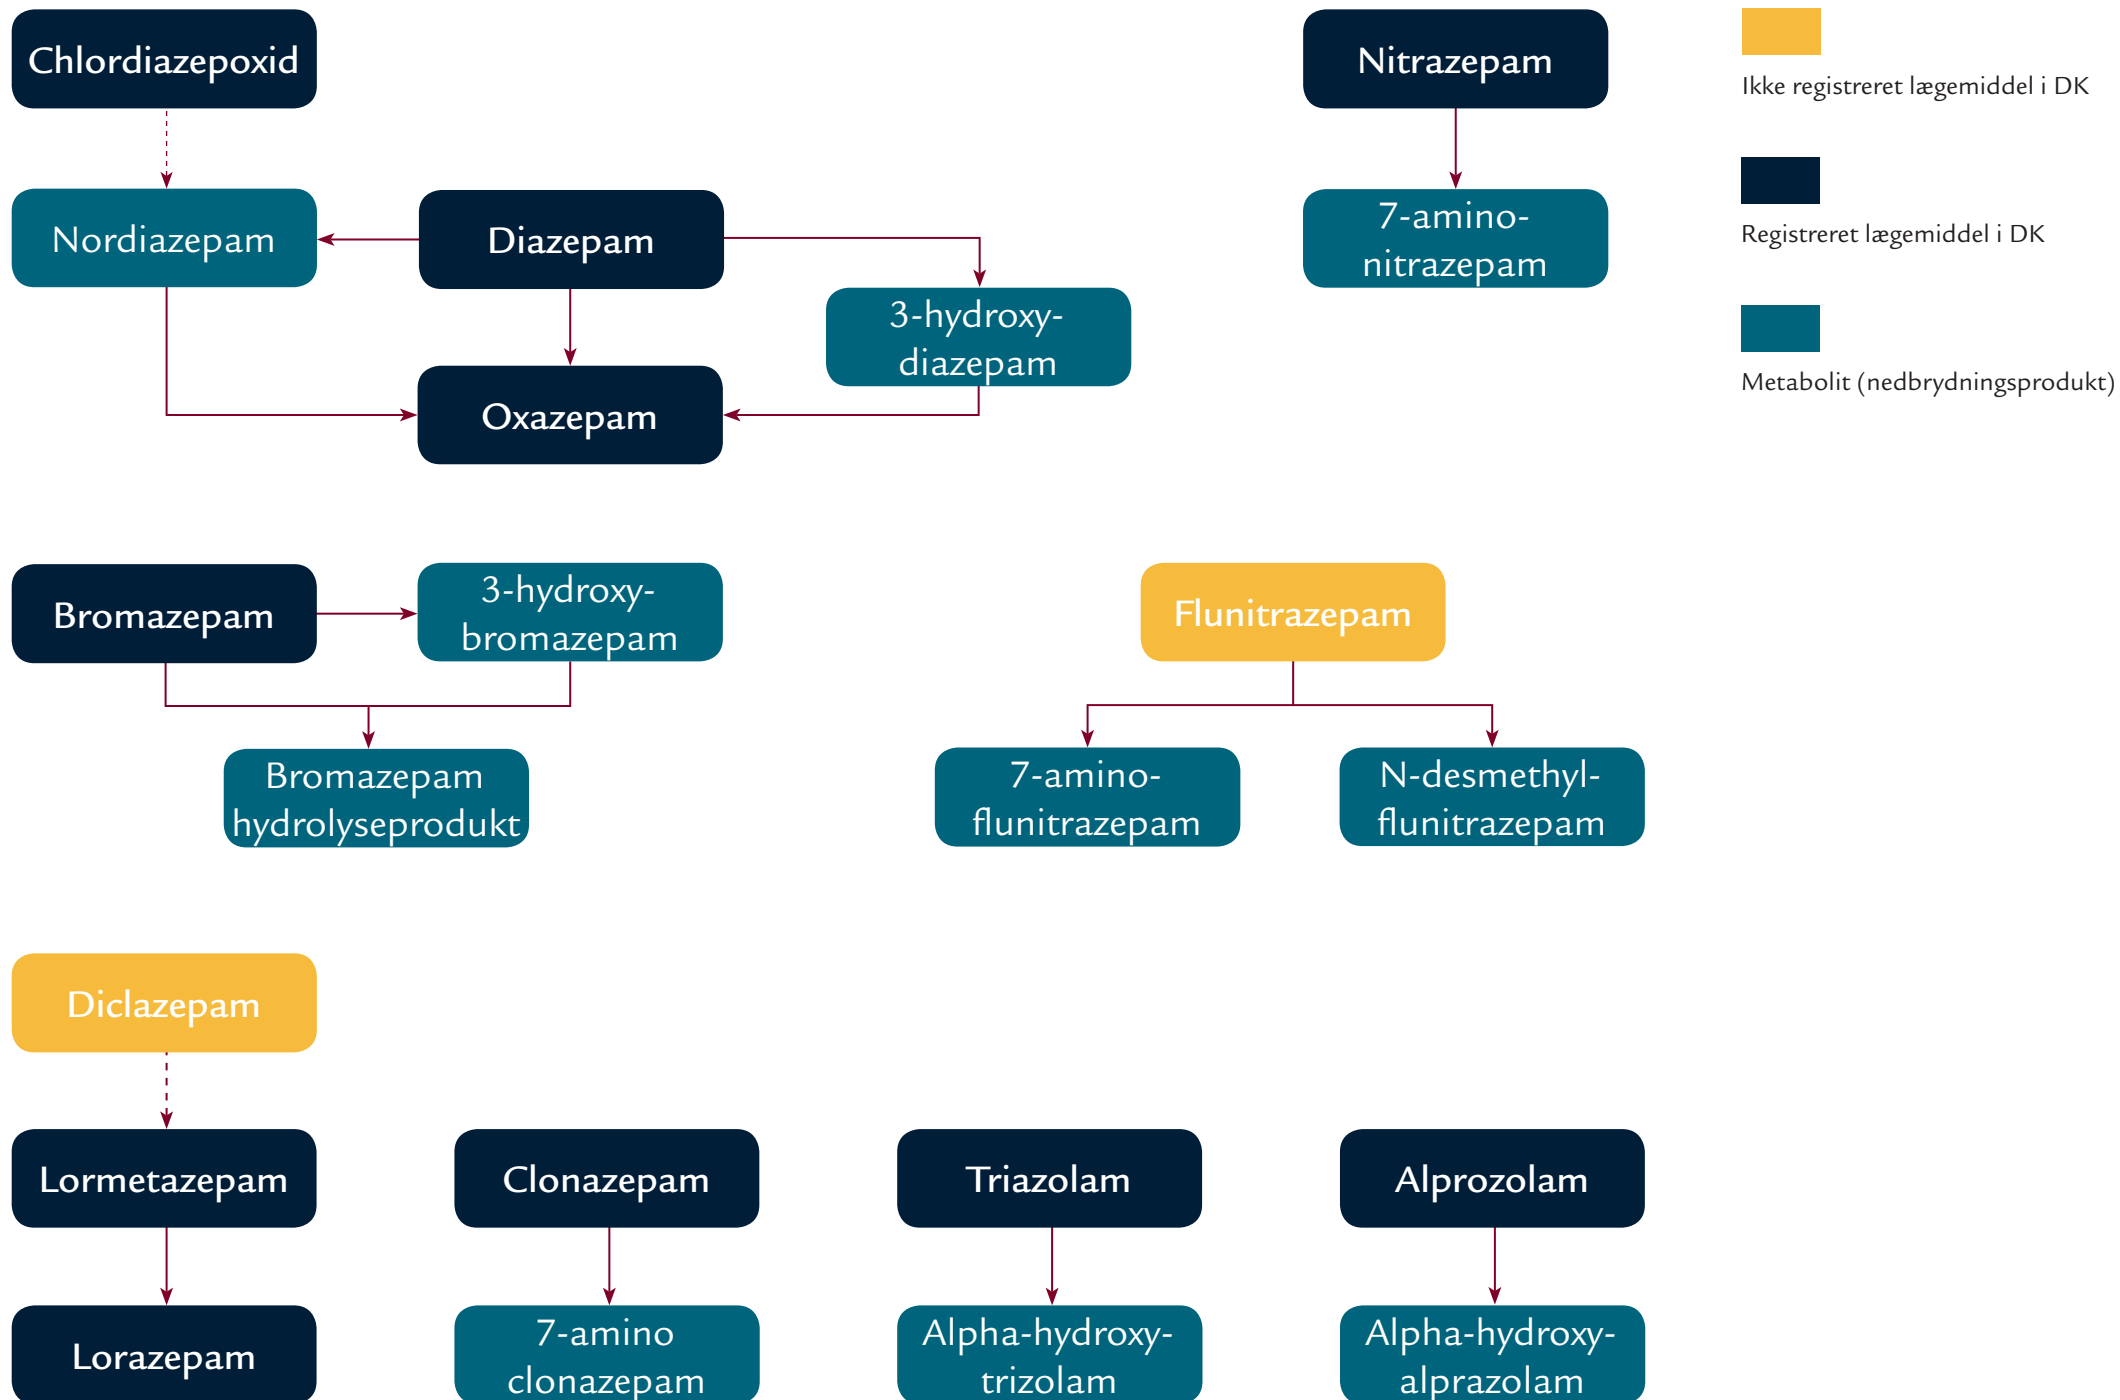 Chlordiazepoxid
Nitrazepam
Ikke registreret lægemiddel i DK
Nordiazepam
Diazepam
7-amino-
nitrazepam
Registreret lægemiddel i DK
3-hydroxy-
diazepam
Metabolit (nedbrydningsprodukt)
Oxazepam
Bromazepam
3-hydroxy-
bromazepam
Flunitrazepam
Bromazepam
hydrolyseprodukt
7-amino-
flunitrazepam
N-desmethyl-
flunitrazepam
Diclazepam
Lormetazepam
Clonazepam
Triazolam
Alprozolam
Lorazepam
7-amino
clonazepam
Alpha-hydroxy-
trizolam
Alpha-hydroxy-
alprazolam